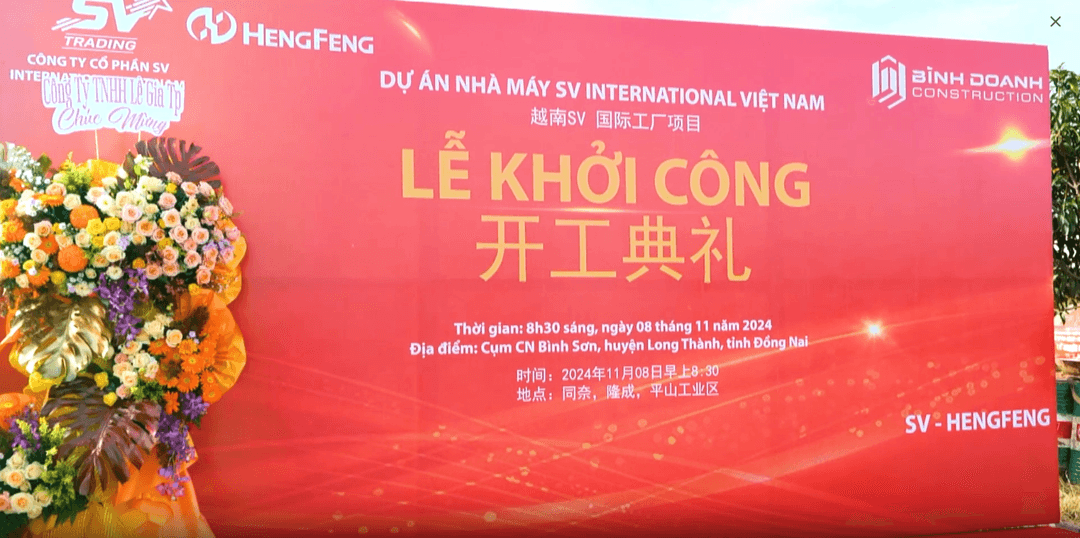 SV
TRADING
CÔNG TY CỔ PHẦN SV
Công Ty TNHH Lê Gia Tp
Chúc Mừng
HENGFENG
BÌNH DOANH
CONSTRUCTION
DỰ ÁN NHÀ MÁY SV INTERNATIONAL VIỆT NAM
越南SV 国际工厂项目
LỄ KHỞI CÔNG
开工典礼
Thời gian: 8h30 sáng, ngày 08 tháng 11 năm 2024
Địa điểm: Cụm CN Bình Sơn, huyện Long Thành, tỉnh Đồng Nai
时间：2024年11月08日早上8:30
地点：同奈，隆成，平山工业区
SV - HENGFENG